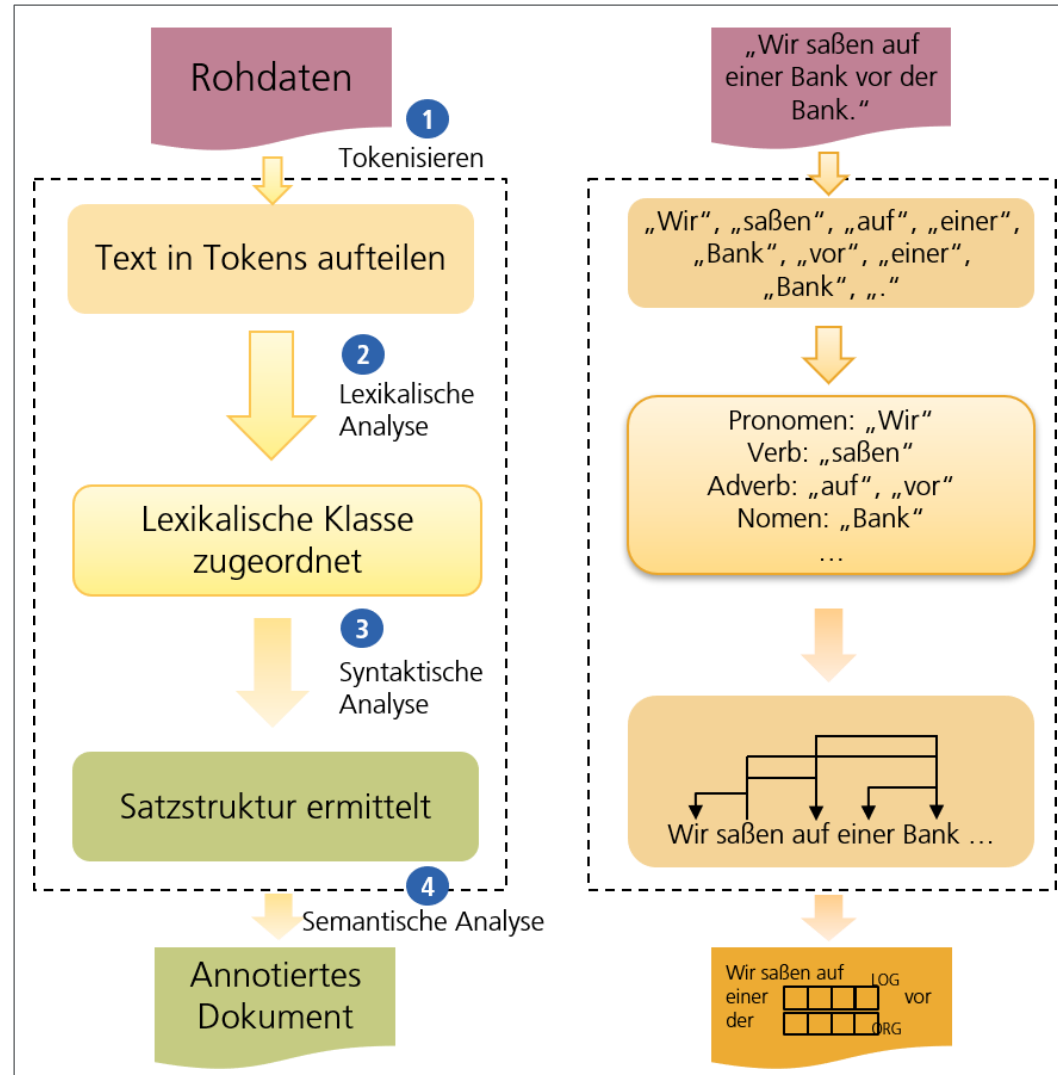 Rohdaten
1
Tokenisieren
Text in Tokens aufteilen
2
Lexikalische
Analyse
Lexikalische Klasse
zugeordnet
3
Syntaktische
Analyse
Satzstruktur ermittelt
4
Semantische Analyse
Annotiertes
Dokument
„Wir saßen auf
einer Bank vor der
Bank.“
„Wir“, „saßen“, „auf“, „einer“,
„Bank“, „vor“, „einer“,
„Bank“, „.“
Pronomen: „Wir“
Verb: „saßen“
Adverb: „auf“, „vor“
Nomen: „Bank“
...
Wir saßen auf einer Bank ...
Wir saßen auf
einer LOG vor
der ORG